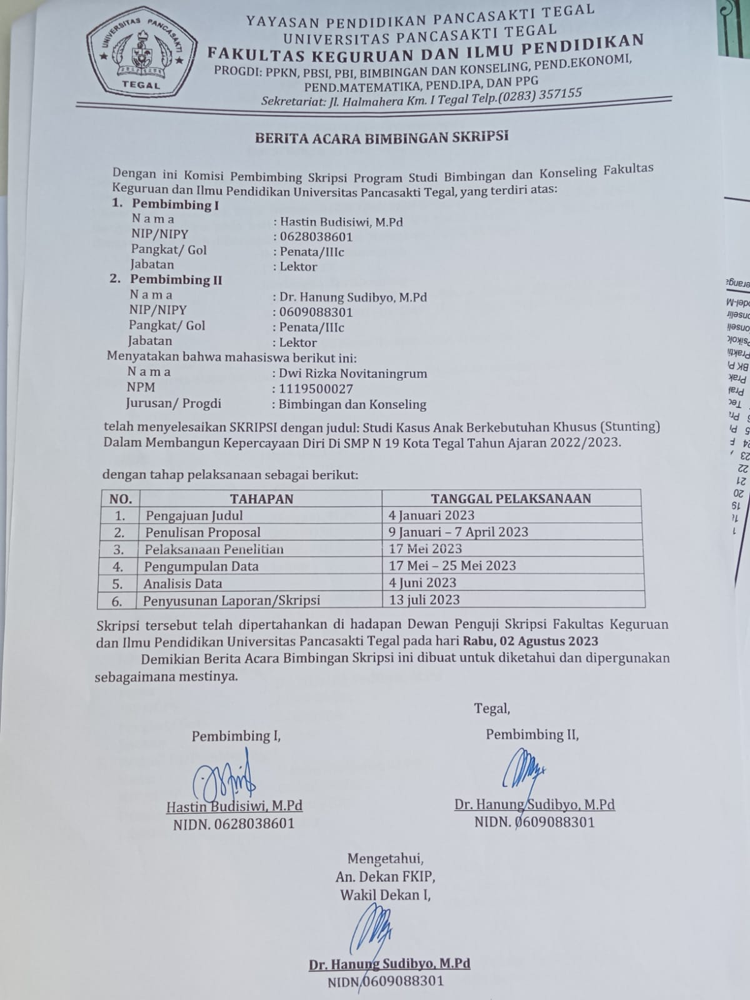 UNIVERSITAS PANCASAKTI
TEGAL
YAYASAN PENDIDIKAN PANCASAKTI TEGAL
UNIVERSITAS PANCASAKTI TEGAL
FAKULTAS KEGURUAN DAN ILMU PENDIDIKAN
PROGDI: PPKN, PBSI, PBI, BIMBINGAN DAN KONSELING, PEND.EKONOMI,
PEND.MATEMATIKA, PEND.IPA, DAN PPG
Sekretariat: Jl. Halmahera Km. I Tegal Telp.(0283) 357155
BERITA ACARA BIMBINGAN SKRIPSI
Dengan ini Komisi Pembimbing Skripsi Program Studi Bimbingan dan Konseling Fakultas
Keguruan dan Ilmu Pendidikan Universitas Pancasakti Tegal, yang terdiri atas:
1. Pembimbing I
N a m a : Hastin Budisiwi, M.Pd
NIP/NIPY : 0628038601
Pangkat/ Gol : Penata/IIIc
Jabatan : Lektor
2. Pembimbing II
N a m a : Dr. Hanung Sudibyo, M.Pd
NIP/NIPY : 0609088301
Pangkat/ Gol : Penata/IIIc
Jabatan : Lektor
Menyatakan bahwa mahasiswa berikut ini:
N a m a : Dwi Rizka Novitaningrum
NPM : 1119500027
Jurusan/ Progdi : Bimbingan dan Konseling
telah menyelesaikan SKRIPSI dengan judul: Studi Kasus Anak Berkebutuhan Khusus (Stunting)
Dalam Membangun Kepercayaan Diri Di SMP N 19 Kota Tegal Tahun Ajaran 2022/2023.
dengan tahap pelaksanaan sebagai berikut:
NO. TAHAPAN TANGGAL PELAKSANAAN
1. Pengajuan Judul 4 Januari 2023
2. Penulisan Proposal 9 Januari – 7 April 2023
3. Pelaksanaan Penelitian 17 Mei 2023
4. Pengumpulan Data 17 Mei – 25 Mei 2023
5. Analisis Data 4 Juni 2023
6. Penyusunan Laporan/Skripsi 13 juli 2023
Skripsi tersebut telah dipertahankan di hadapan Dewan Penguji Skripsi Fakultas Keguruan
dan Ilmu Pendidikan Universitas Pancasakti Tegal pada hari Rabu, 02 Agustus 2023
Demikian Berita Acara Bimbingan Skripsi ini dibuat untuk diketahui dan dipergunakan
sebagaimana mestinya.
Tegal,
Pembimbing I, Pembimbing II,
Hastin Budisiwi, M.Pd Dr. Hanung Sudibyo, M.Pd
NIDN. 0628038601 NIDN. 0609088301
Mengetahui,
An. Dekan FKIP,
Wakil Dekan I,
Dr. Hanung Sudibyo, M.Pd
NIDN.0609088301